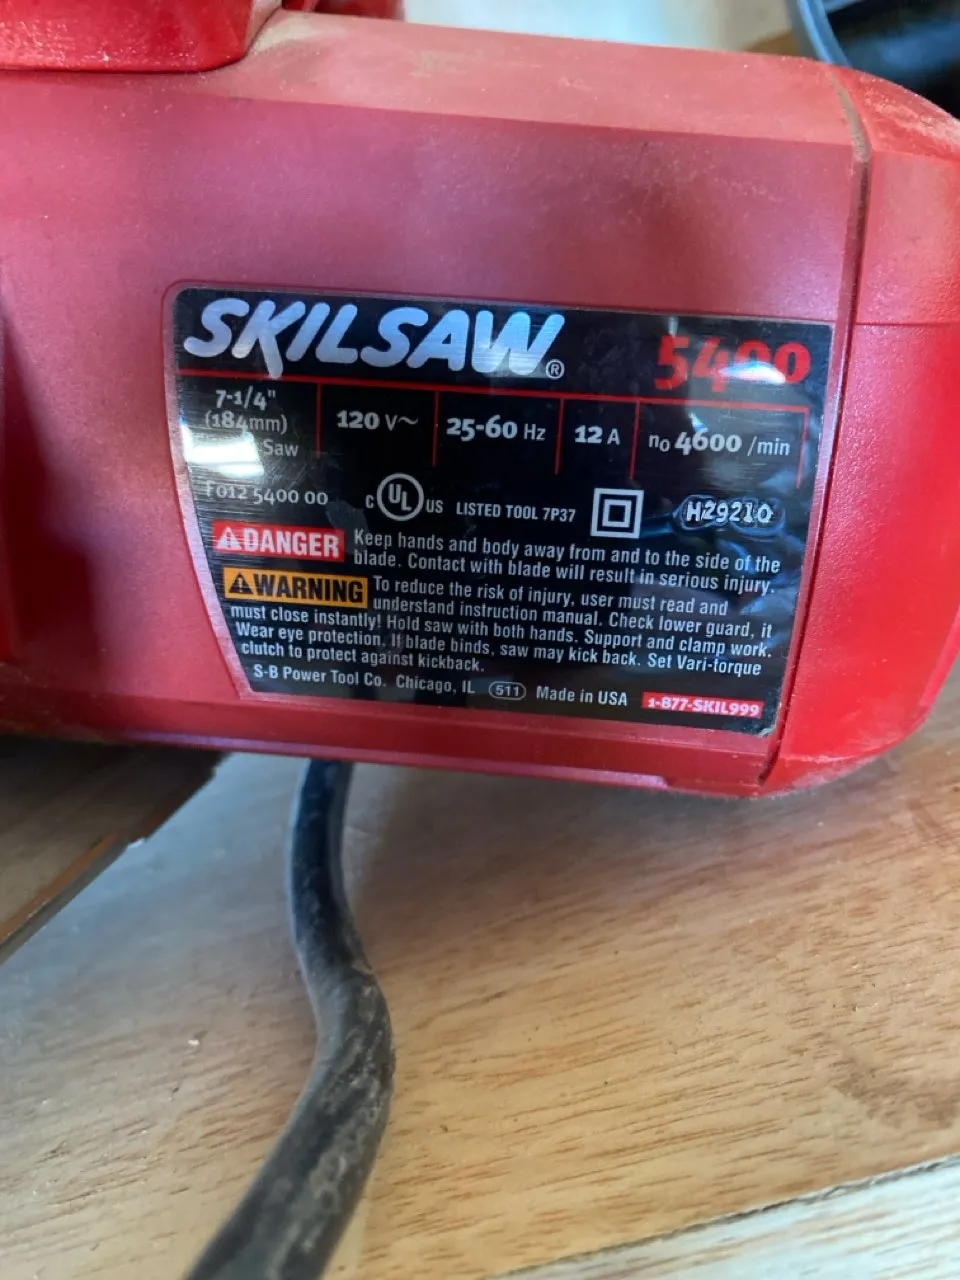 SKILSAW® 5400
7-1/4"
(184mm)
Saw
120 V~
25-60 Hz
12 A
n₀ 4600 /min
F012 5400 00
C UL US LISTED TOOL 7P37
H2921Q
DANGER Keep hands and body away from and to the side of the
blade. Contact with blade will result in serious injury.
WARNING To reduce the risk of injury, user must read and
understand instruction manual. Check lower guard, it
must close instantly! Hold saw with both hands. Support and clamp work.
Wear eye protection. If blade binds, saw may kick back. Set Vari-torque
clutch to protect against kickback.
S-B Power Tool Co. Chicago, IL 511 Made in USA 1-877-SKIL999